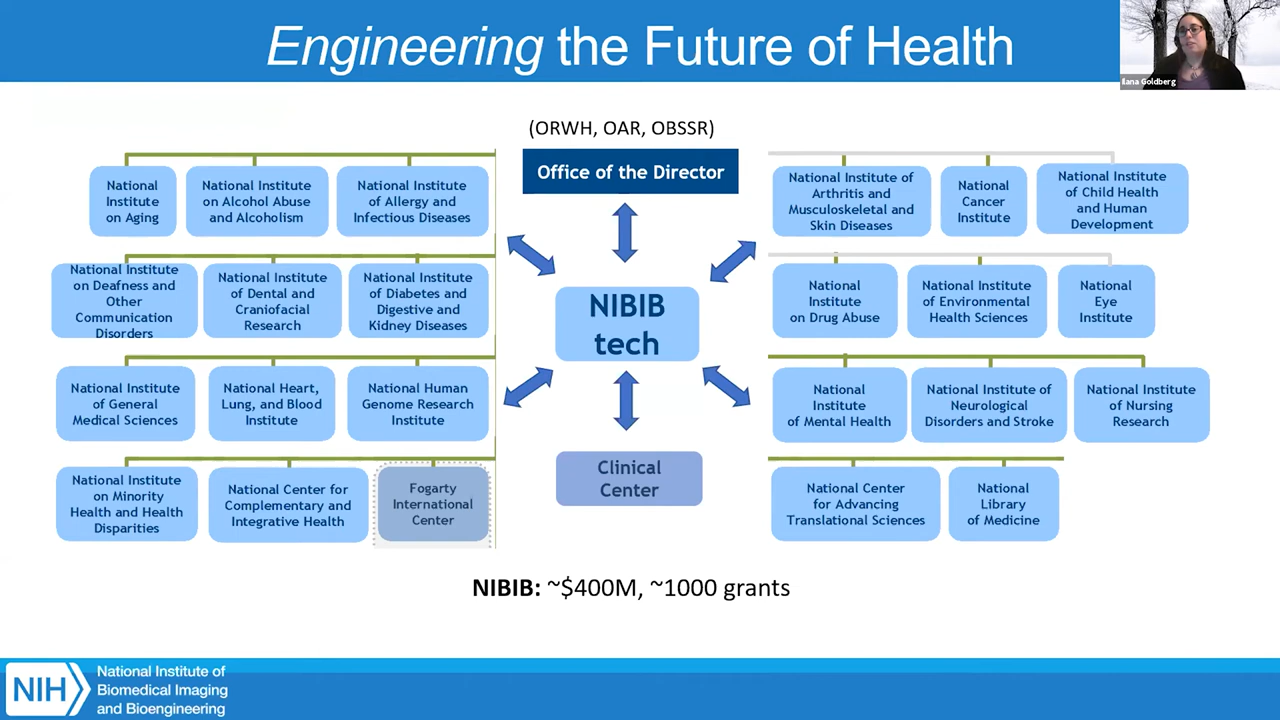 Engineering the Future of Health
Ilana Goldberg
(ORWH, OAR, OBSSR)
Office of the Director
National
Institute
on Aging
National Institute
on Alcohol Abuse
and Alcoholism
National Institute
of Allergy and
Infectious Diseases
National Institute of
Arthritis and
Musculoskeletal and
Skin Diseases
National
Cancer
Institute
National Institute
of Child Health
and Human
Development
National Institute
on Deafness and
Other
Communication
Disorders
National Institute
of Dental and
Craniofacial
Research
National Institute
of Diabetes and
Digestive and
Kidney Diseases
NIBIB
tech
National
Institute
on Drug Abuse
National Institute
of Environmental
Health Sciences
National
Eye
Institute
National Institute
of General
Medical Sciences
National Heart,
Lung, and Blood
Institute
National Human
Genome Research
Institute
National
Institute
of Mental Health
National Institute of
Neurological
Disorders and Stroke
National Institute
of Nursing
Research
National Institute
on Minority
Health and Health
Disparities
National Center for
Complementary and
Integrative Health
Fogarty
International
Center
Clinical
Center
National Center
for Advancing
Translational Sciences
National
Library
of Medicine
NIBIB: ~$400M, ~1000 grants
NIH
National Institute of
Biomedical Imaging
and Bioengineering